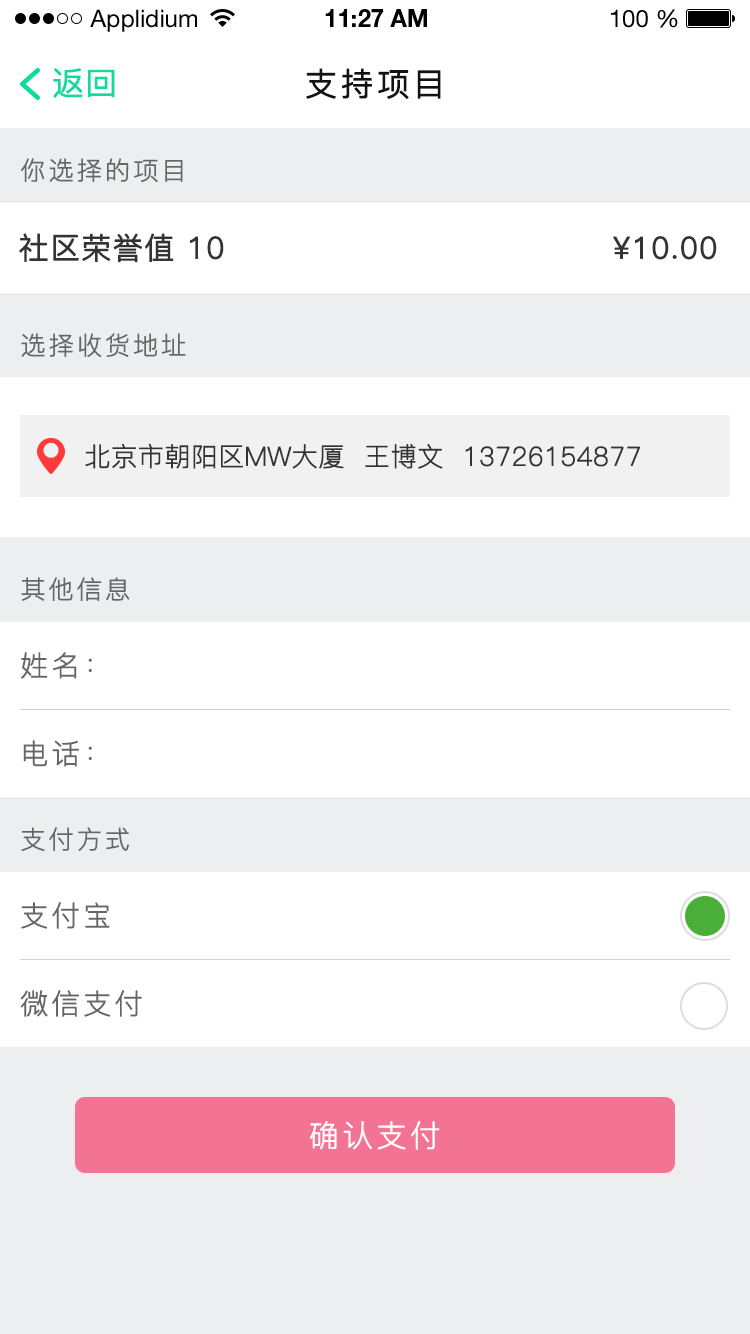 Applidium 11:27 AM 100 %
返回 支持项目
你选择的项目
社区荣誉值 10 ¥10.00
选择收货地址
北京市朝阳区MW大厦 王博文 13726154877
其他信息
姓名:
电话:
支付方式
支付宝
微信支付
确认支付